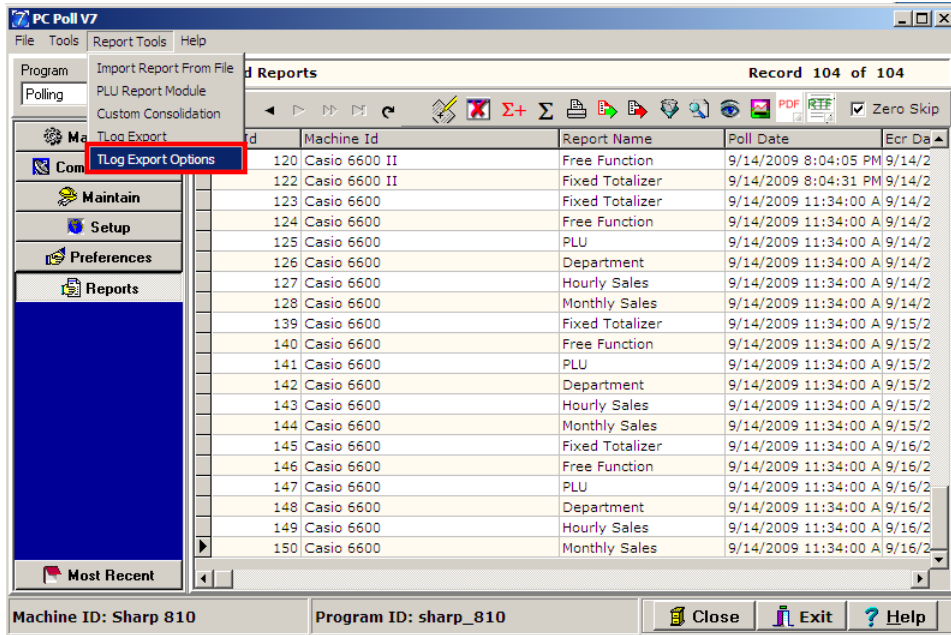 PC Poll V7
File Tools Report Tools Help
Program
Polling
Import Report From File
PLU Report Module
Custom Consolidation
TLog Export
TLog Export Options
d Reports
Record 104 of 104
Σ+ Σ PDF RTF Zero Skip
Ma
Com
Maintain
Setup
Preferences
Reports
Most Recent
Id Machine Id Report Name Poll Date Ecr Da
120 Casio 6600 II Free Function 9/14/2009 8:04:05 PM 9/14/2
122 Casio 6600 II Fixed Totalizer 9/14/2009 8:04:31 PM 9/14/2
123 Casio 6600 Fixed Totalizer 9/14/2009 11:34:00 A 9/14/2
124 Casio 6600 Free Function 9/14/2009 11:34:00 A 9/14/2
125 Casio 6600 PLU 9/14/2009 11:34:00 A 9/14/2
126 Casio 6600 Department 9/14/2009 11:34:00 A 9/14/2
127 Casio 6600 Hourly Sales 9/14/2009 11:34:00 A 9/14/2
128 Casio 6600 Monthly Sales 9/14/2009 11:34:00 A 9/14/2
139 Casio 6600 Fixed Totalizer 9/14/2009 11:34:00 A 9/15/2
140 Casio 6600 Free Function 9/14/2009 11:34:00 A 9/15/2
141 Casio 6600 PLU 9/14/2009 11:34:00 A 9/15/2
142 Casio 6600 Department 9/14/2009 11:34:00 A 9/15/2
143 Casio 6600 Hourly Sales 9/14/2009 11:34:00 A 9/15/2
144 Casio 6600 Monthly Sales 9/14/2009 11:34:00 A 9/15/2
145 Casio 6600 Fixed Totalizer 9/14/2009 11:34:00 A 9/16/2
146 Casio 6600 Free Function 9/14/2009 11:34:00 A 9/16/2
147 Casio 6600 PLU 9/14/2009 11:34:00 A 9/16/2
148 Casio 6600 Department 9/14/2009 11:34:00 A 9/16/2
149 Casio 6600 Hourly Sales 9/14/2009 11:34:00 A 9/16/2
150 Casio 6600 Monthly Sales 9/14/2009 11:34:00 A 9/16/2
Machine ID: Sharp 810 Program ID: sharp_810 Close Exit ? Help